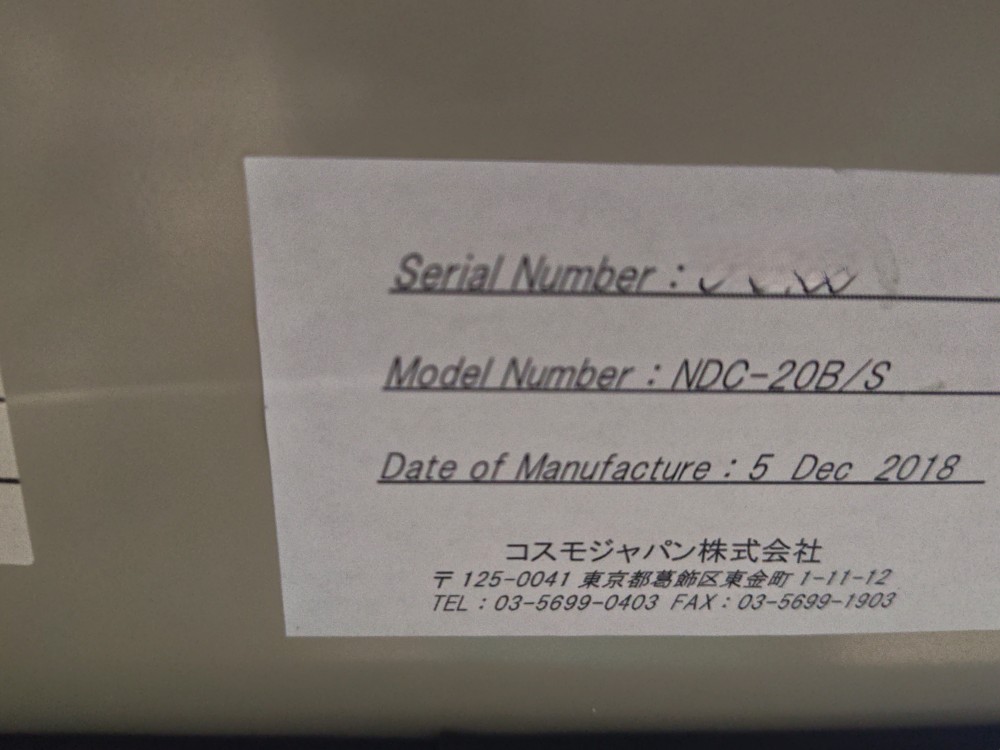 Serial Number :
Model Number : NDC-20B/S
Date of Manufacture : 5 Dec 2018
コスモジャパン株式会社
〒125-0041 東京都葛飾区東金町 1-11-12
TEL : 03-5699-0403 FAX : 03-5699-1903